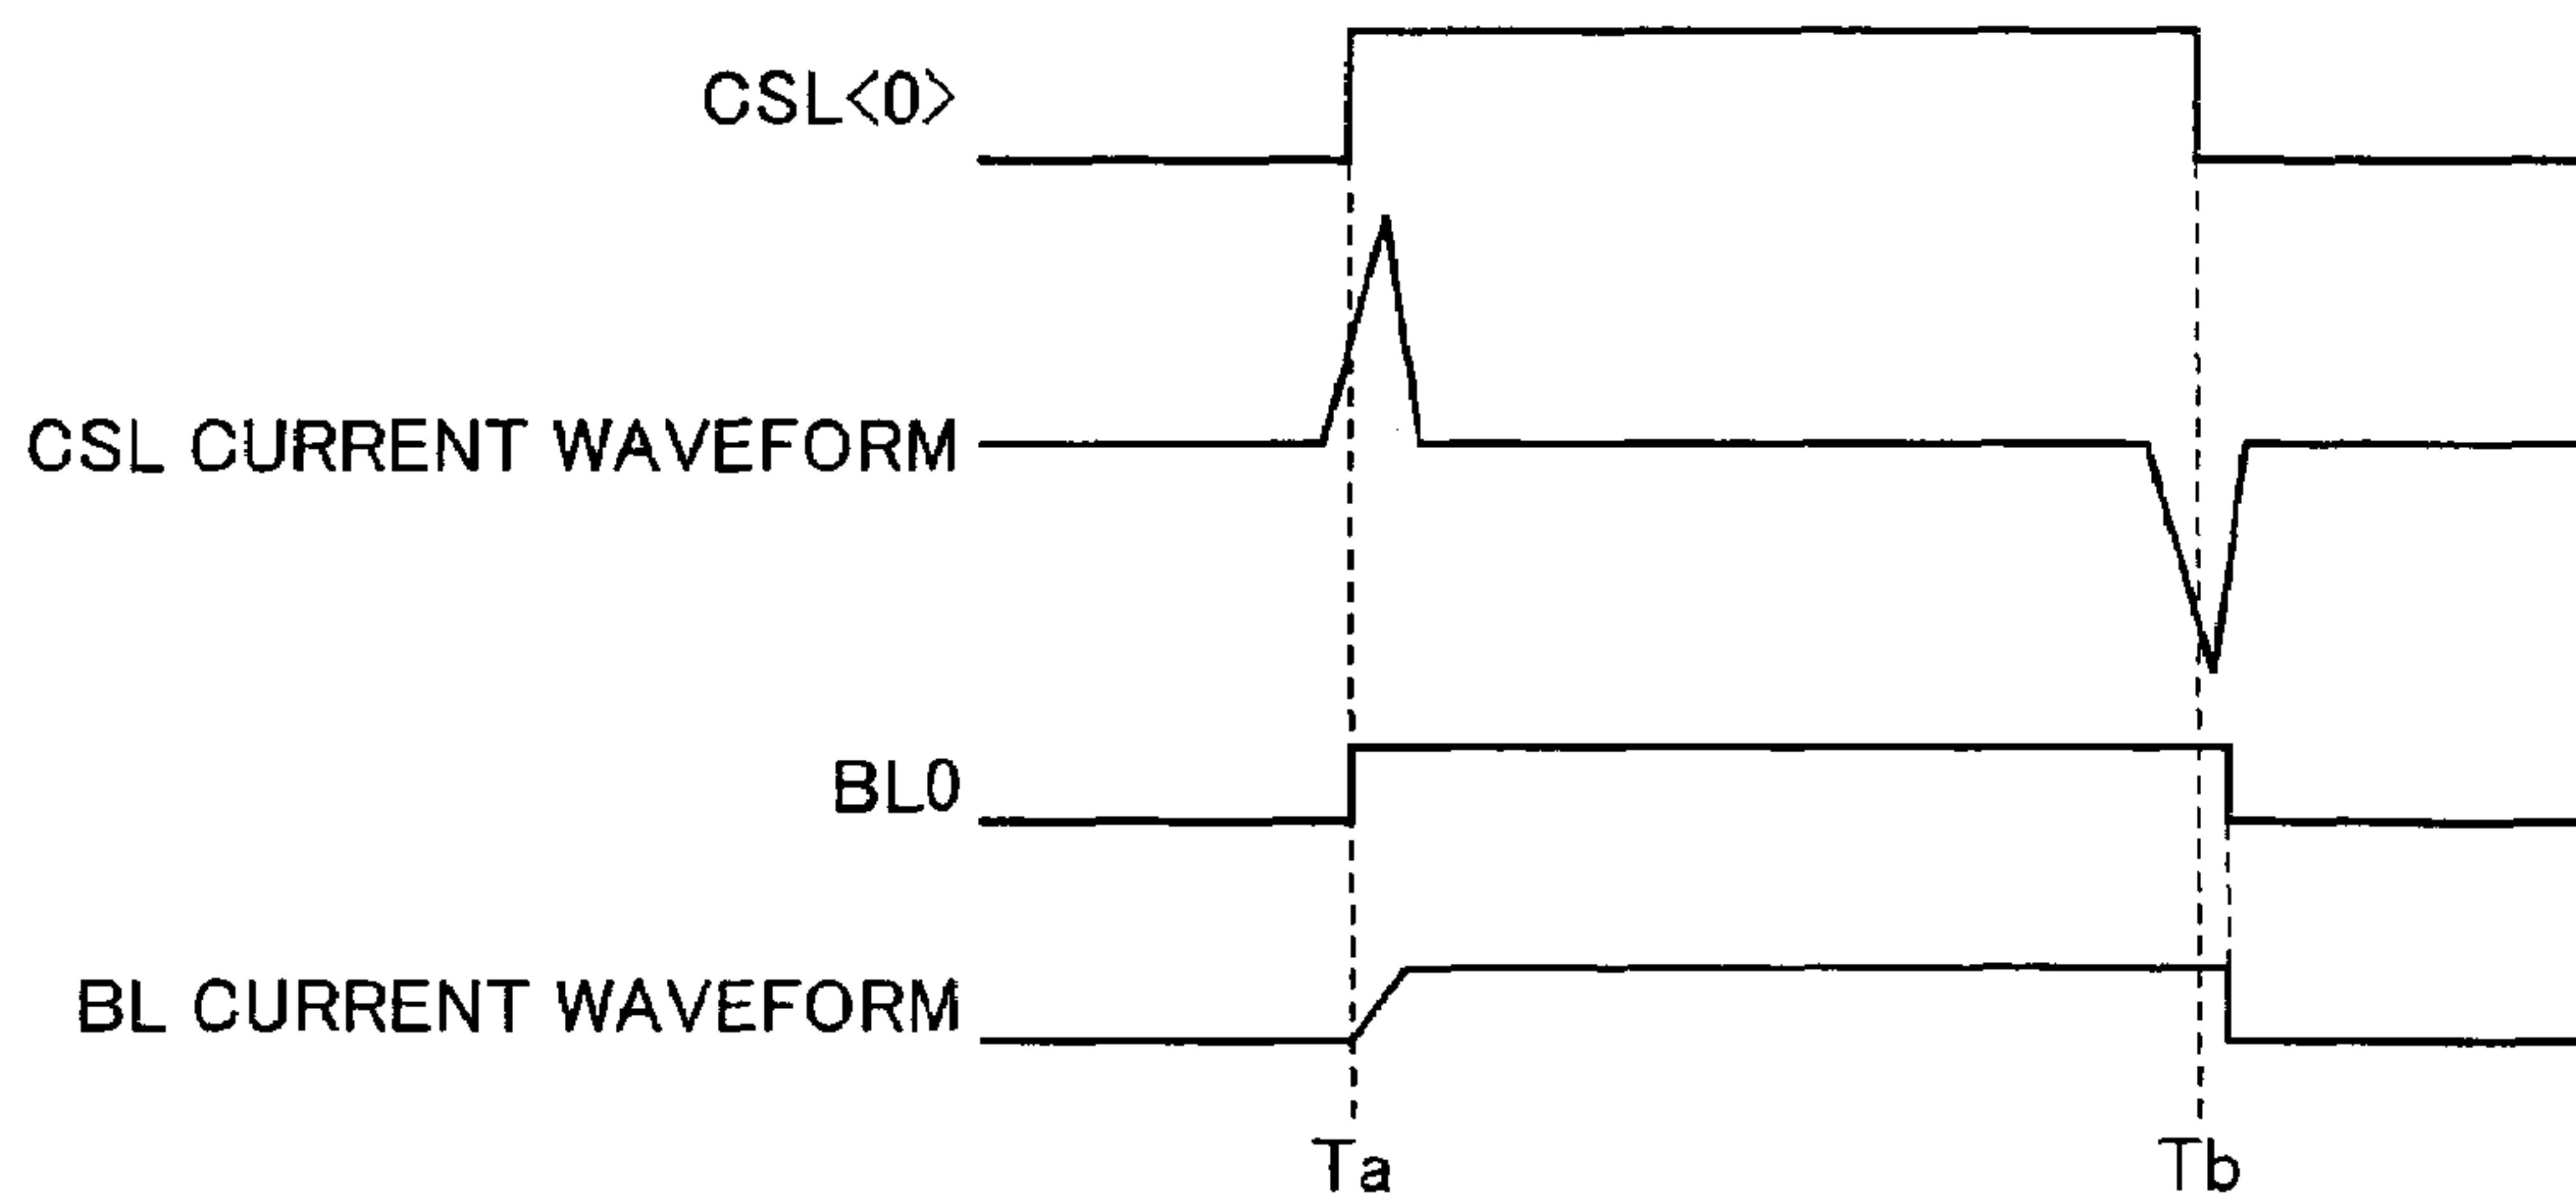 CSL<0>
CSL CURRENT WAVEFORM
BL0
BL CURRENT WAVEFORM
Ta Tb